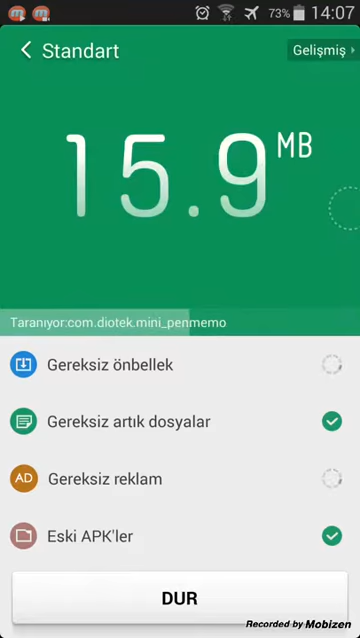 73% 14:07
Standart
Gelişmiş
15.9 MB
Taranıyor:com.diotek.mini_penmemo
Gereksiz önbellek
Gereksiz artık dosyalar
AD Gereksiz reklam
Eski APK'ler
DUR
Recorded by Mobizen